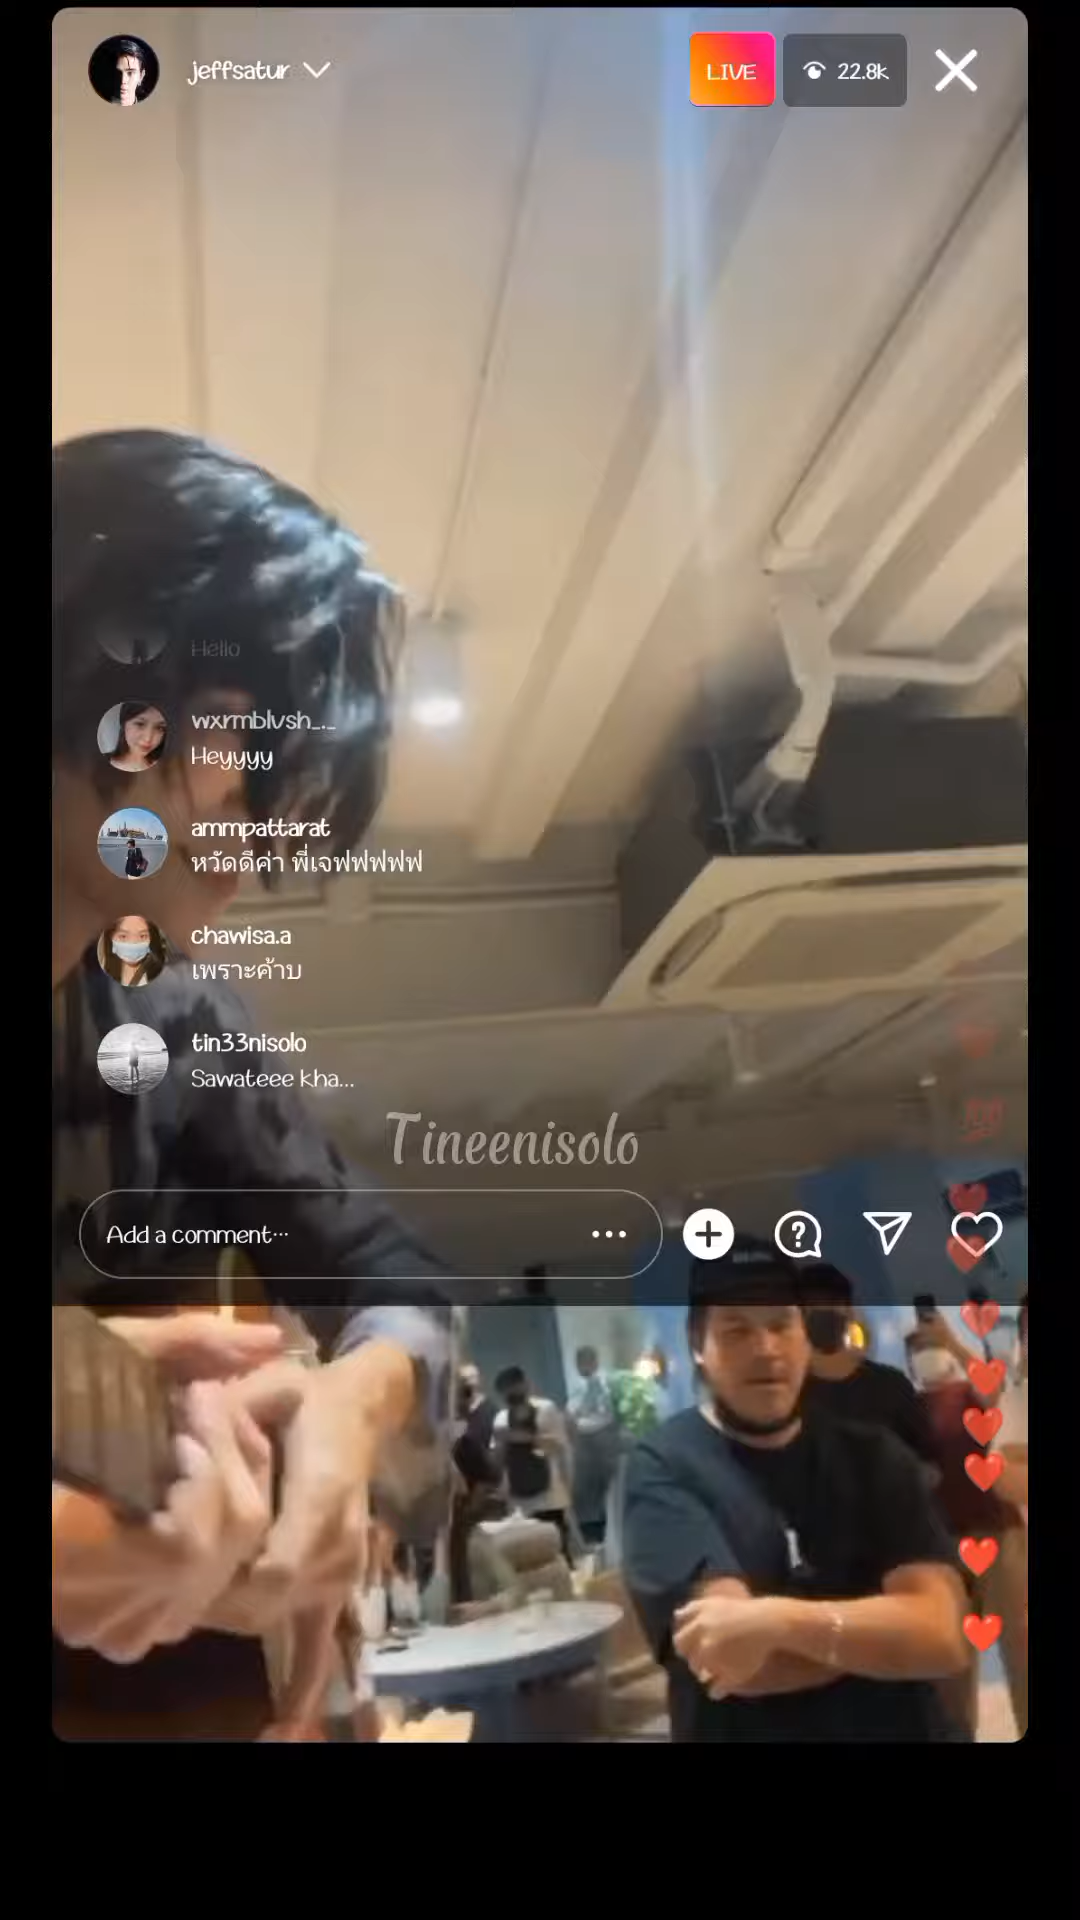 jeffsatur
LIVE
22.8k
Hello
wxrmblvsh_._
Heyyyy
ammpattarat
หวัดดีค่า พี่เจฟฟฟฟฟฟ
chawisa.a
เพราะค้าบ
tin33nisolo
Sawateee kha...
Tineenisolo
Add a comment...
💯